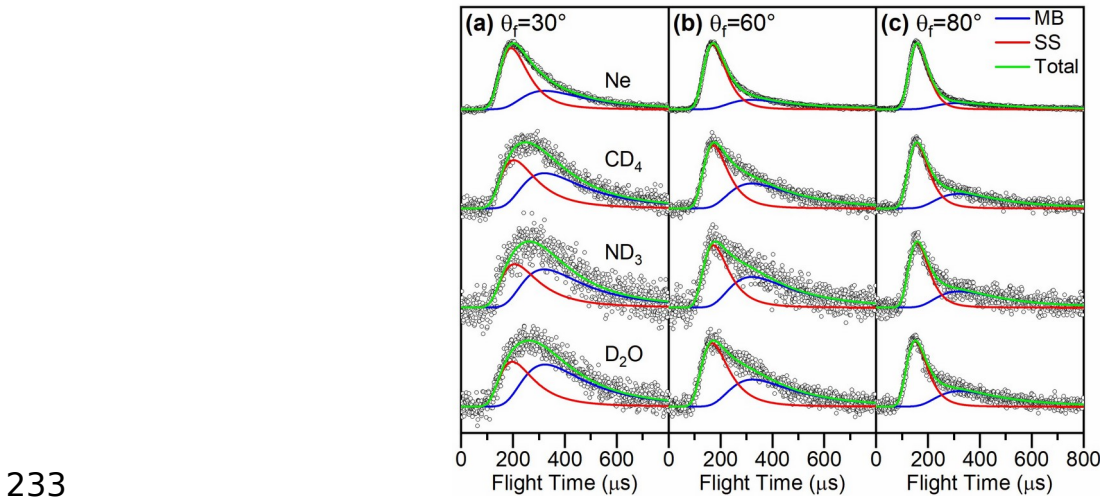 (a) θf=30°
(b) θf=60°
(c) θf=80°
MB
SS
Total
Ne
CD4
ND3
D2O
0 200 400 600
0 200 400 600
0 200 400 600 800
Flight Time (μs)
Flight Time (μs)
Flight Time (μs)
233